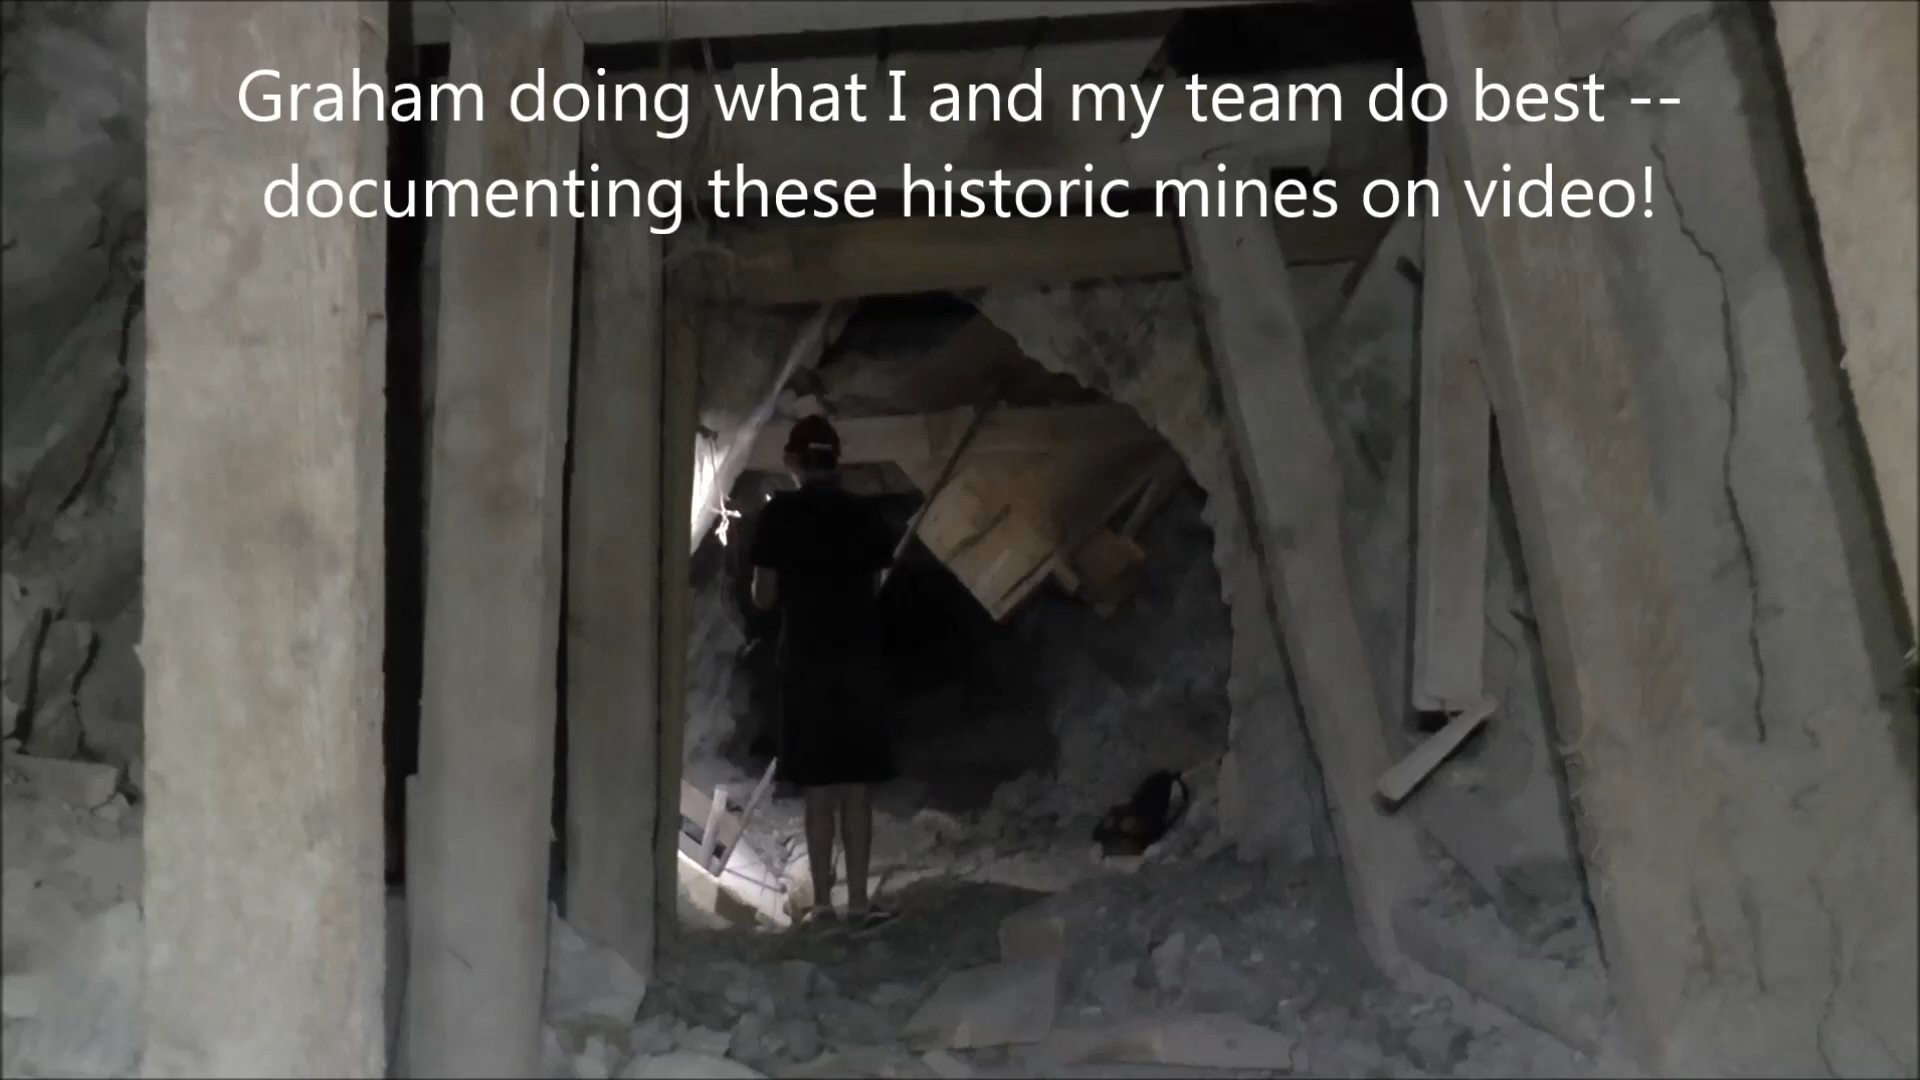 Graham doing what I and my team do best --
documenting these historic mines on video!